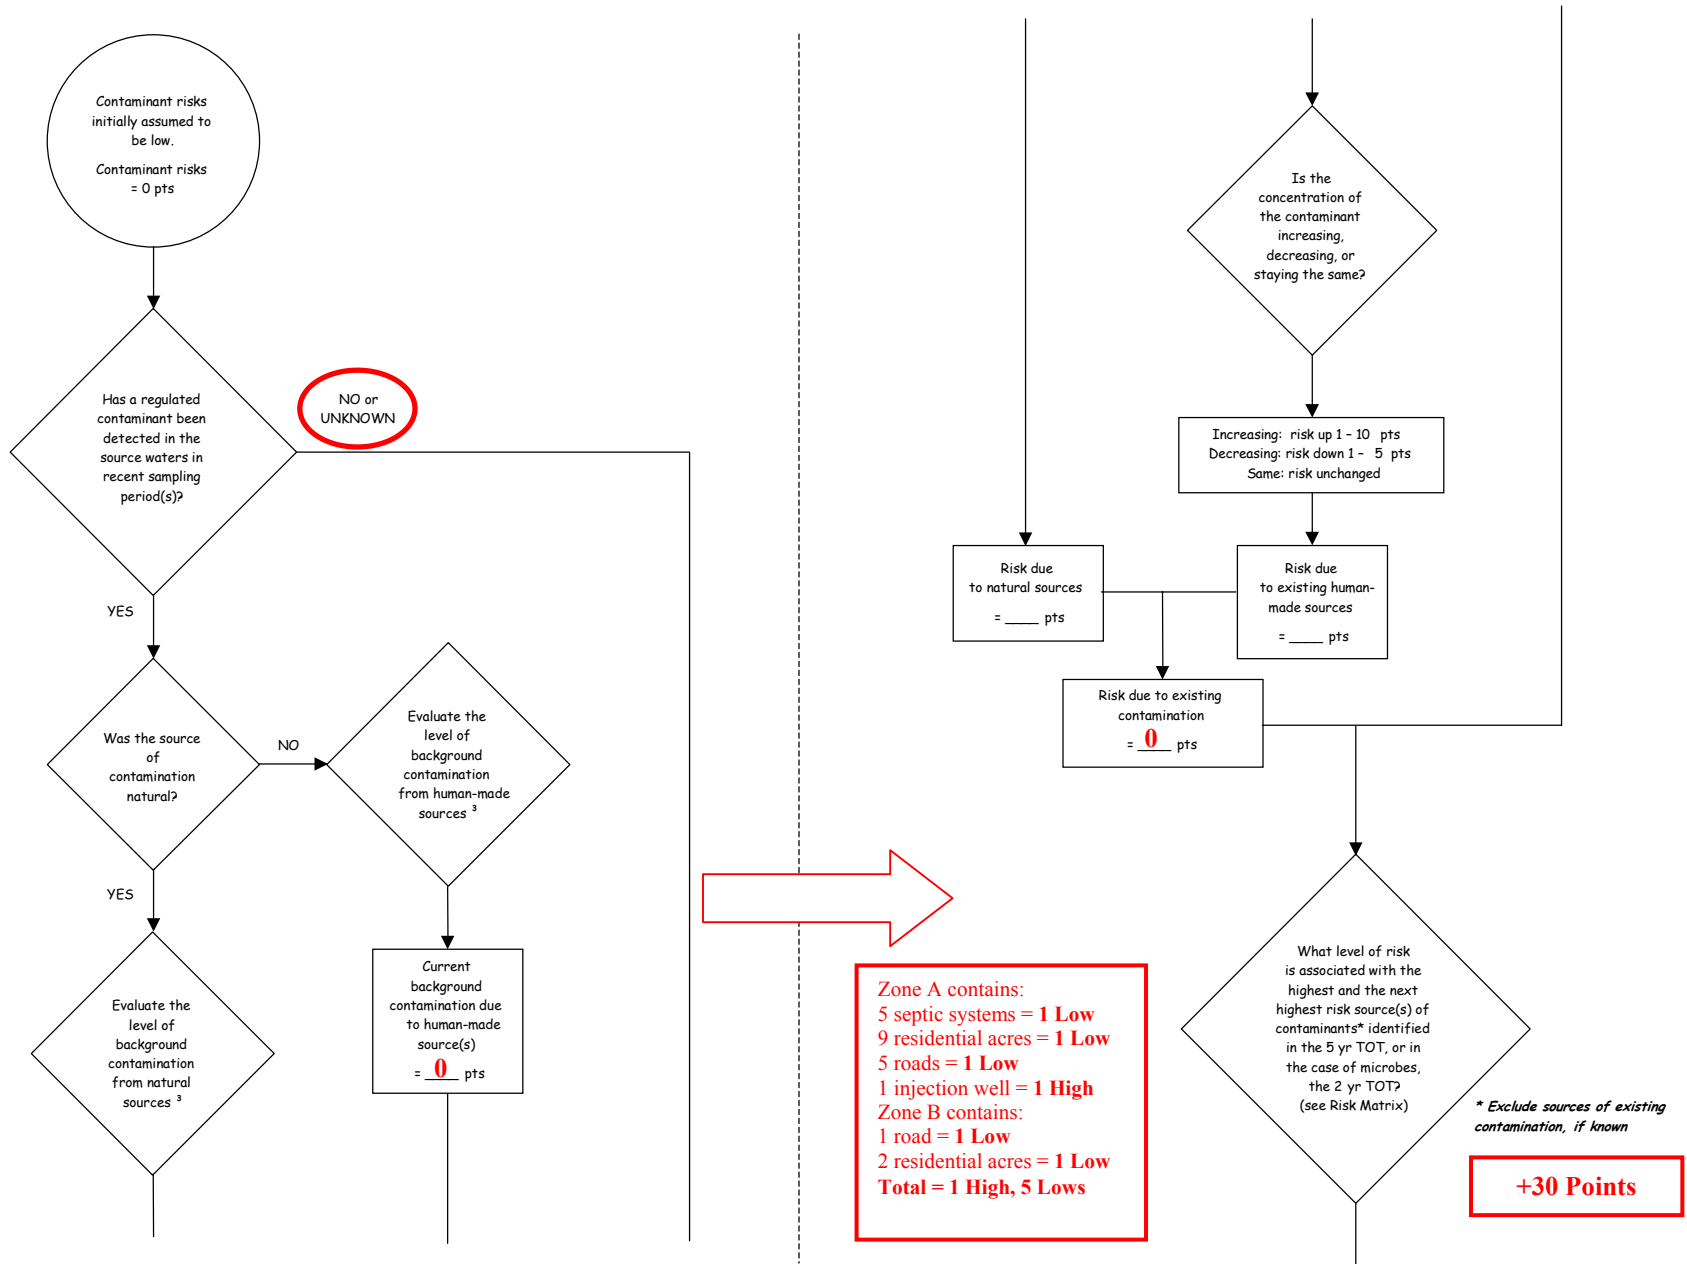 Contaminant risks
initially assumed to
be low.
Contaminant risks
= 0 pts
Has a regulated
contaminant been
detected in the
source waters in
recent sampling
period(s)?
NO or
UNKNOWN
YES
Was the source
of
contamination
natural?
NO
Evaluate the
level of
background
contamination
from human-made
sources ³
YES
Evaluate the
level of
background
contamination
from natural
sources ³
Current
background
contamination due
to human-made
source(s)
= __0__ pts
Is the
concentration of
the contaminant
increasing,
decreasing, or
staying the same?
Increasing: risk up 1 – 10 pts
Decreasing: risk down 1 – 5 pts
Same: risk unchanged
Risk due
to natural sources
= ____ pts
Risk due
to existing human-
made sources
= ____ pts
Risk due to existing
contamination
= __0__ pts
Zone A contains:
5 septic systems = 1 Low
9 residential acres = 1 Low
5 roads = 1 Low
1 injection well = 1 High
Zone B contains:
1 road = 1 Low
2 residential acres = 1 Low
Total = 1 High, 5 Lows
What level of risk
is associated with the
highest and the next
highest risk source(s) of
contaminants* identified
in the 5 yr TOT, or in
the case of microbes,
the 2 yr TOT?
(see Risk Matrix)
* Exclude sources of existing
contamination, if known
+30 Points